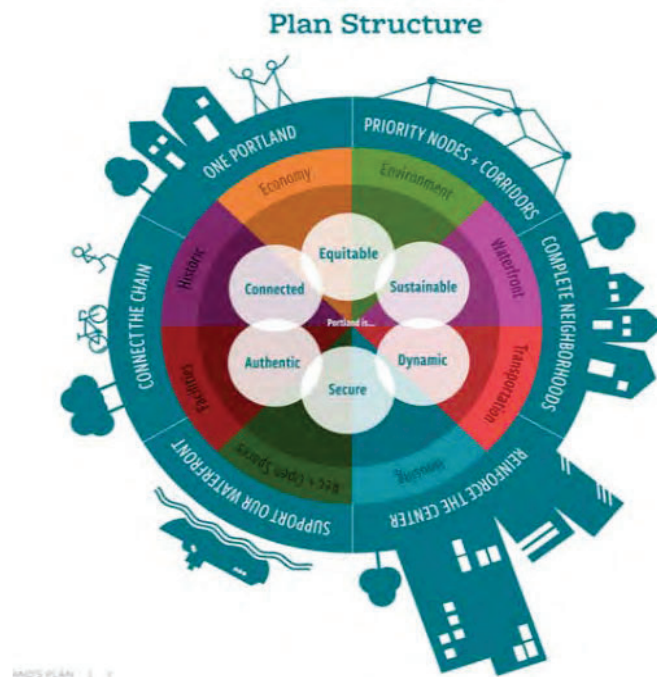 Plan Structure
ONE PORTLAND
PRIORITY NODES + CORRIDORS
COMPLETE NEIGHBORHOODS
REINFORCE THE CENTER
SUPPORT OUR WATERFRONT
CONNECT THE CHAIN
Economy
Environment
Waterfront
Transportation
Housing
Rec + Open Spaces
Facilities
Historic
Equitable
Sustainable
Dynamic
Secure
Authentic
Connected
Portland is...
PLAN